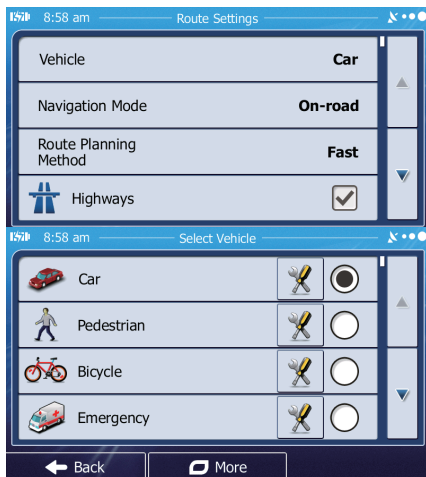 8:58 am Route Settings
Vehicle Car
Navigation Mode On-road
Route Planning
Method Fast
Highways
8:58 am Select Vehicle
Car
Pedestrian
Bicycle
Emergency
Back More